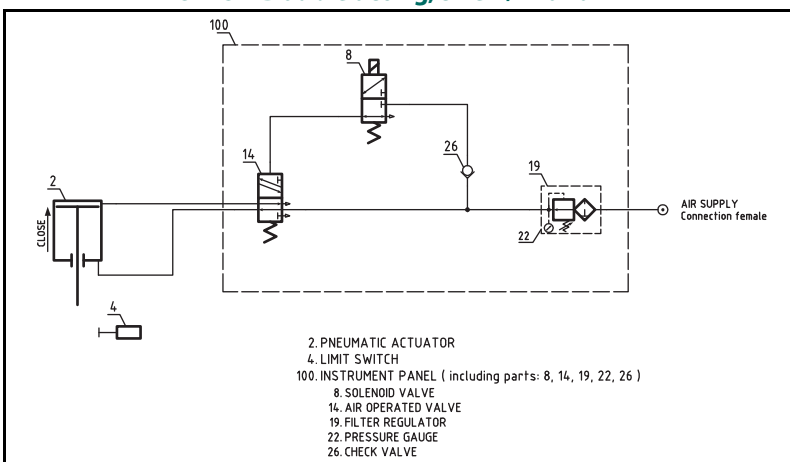 100
8
14
26
19
2
22
CLOSE
AIR SUPPLY
Connection female
4
2. PNEUMATIC ACTUATOR
4. LIMIT SWITCH
100. INSTRUMENT PANEL ( including parts: 8, 14, 19, 22, 26 )
8. SOLENOID VALVE
14. AIR OPERATED VALVE
19. FILTER REGULATOR
22. PRESSURE GAUGE
26. CHECK VALVE